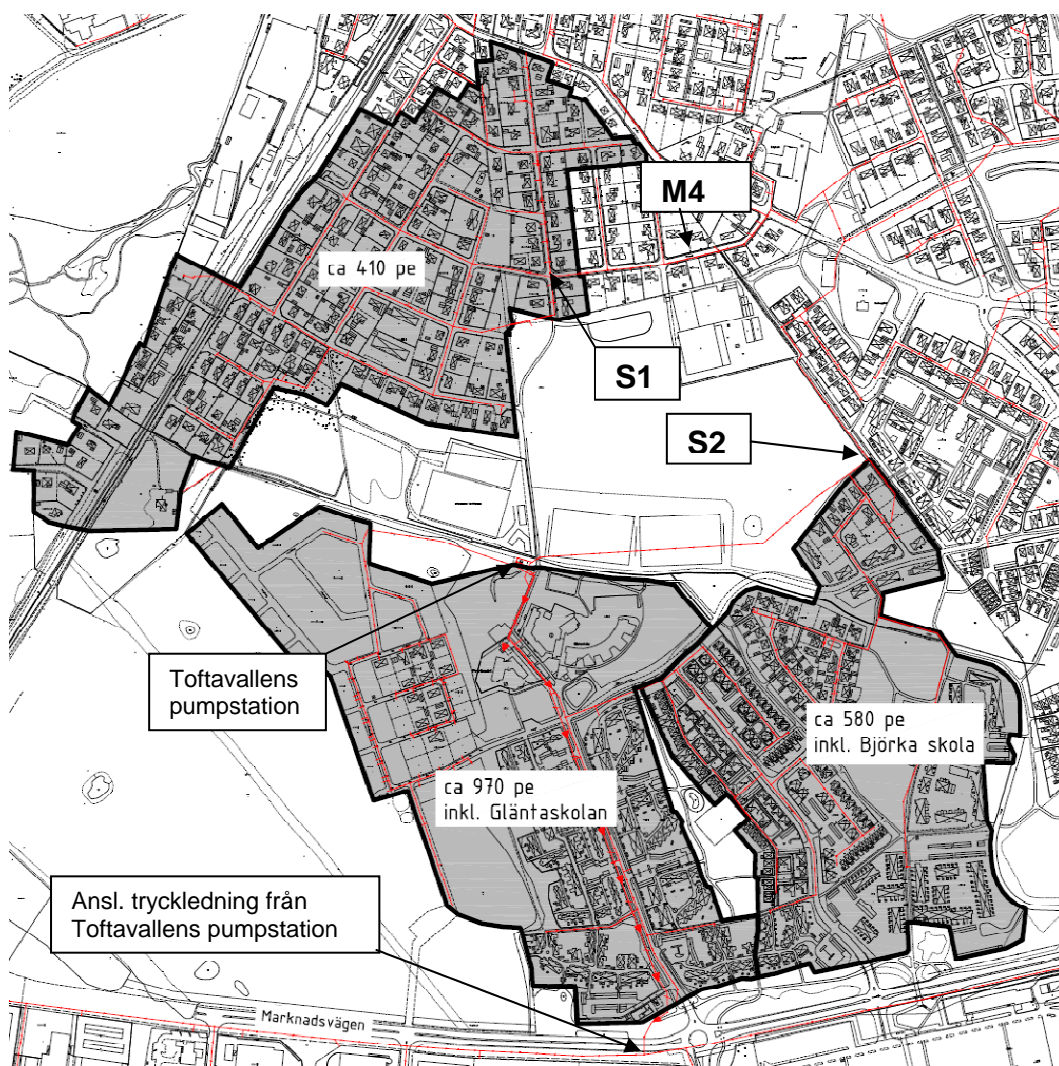 M4
ca 410 pe
S1
S2
Toftavallens
pumpstation
ca 580 pe
inkl. Björka skola
ca 970 pe
inkl. Gläntaskolan
Ansl. tryckledning från
Toftavallens pumpstation
Marknadsvägen